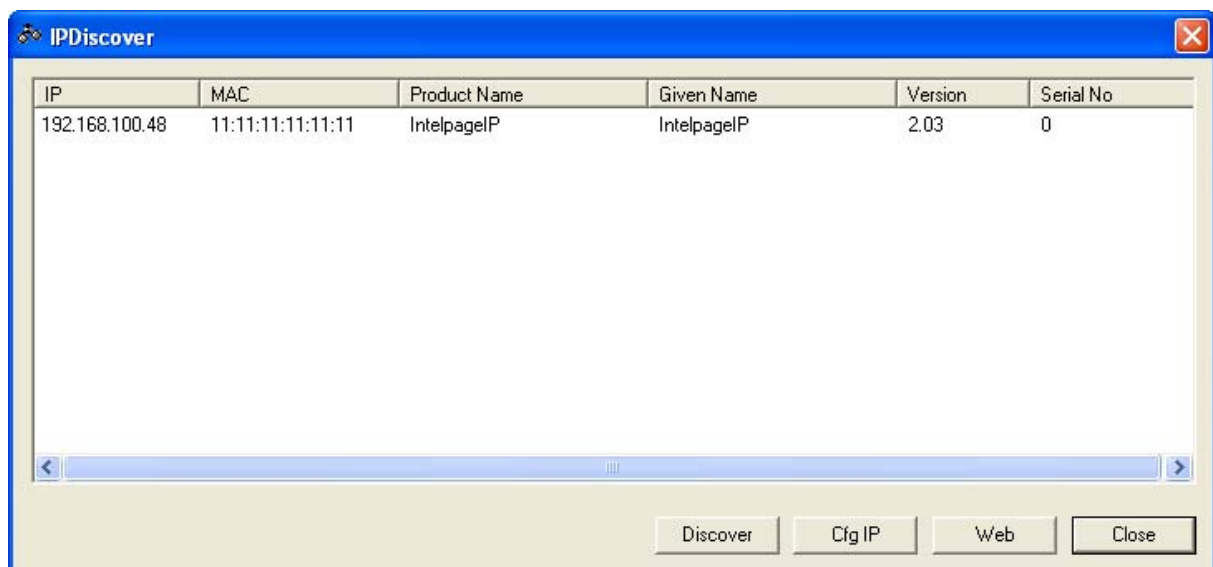 IPDiscover
IP MAC Product Name Given Name Version Serial No
192.168.100.48 11:11:11:11:11:11 IntelpageIP IntelpageIP 2.03 0
Discover Cfg IP Web Close